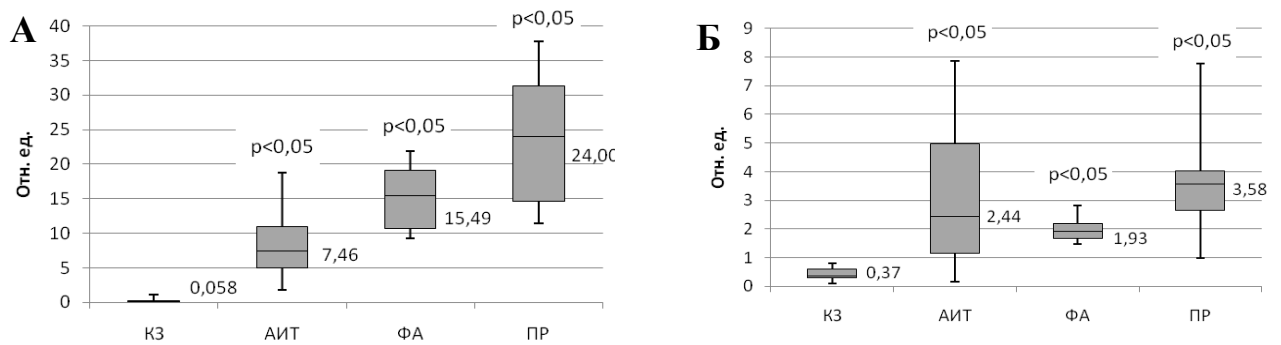 А
Отн. ед.
40
35
30
25
20
15
10
5
0
p<0,05
p<0,05
p<0,05
0,058
7,46
15,49
24,00
КЗ АИТ ФА ПР
Б
Отн. ед.
9
8
7
6
5
4
3
2
1
0
p<0,05
p<0,05
p<0,05
0,37
2,44
1,93
3,58
КЗ АИТ ФА ПР